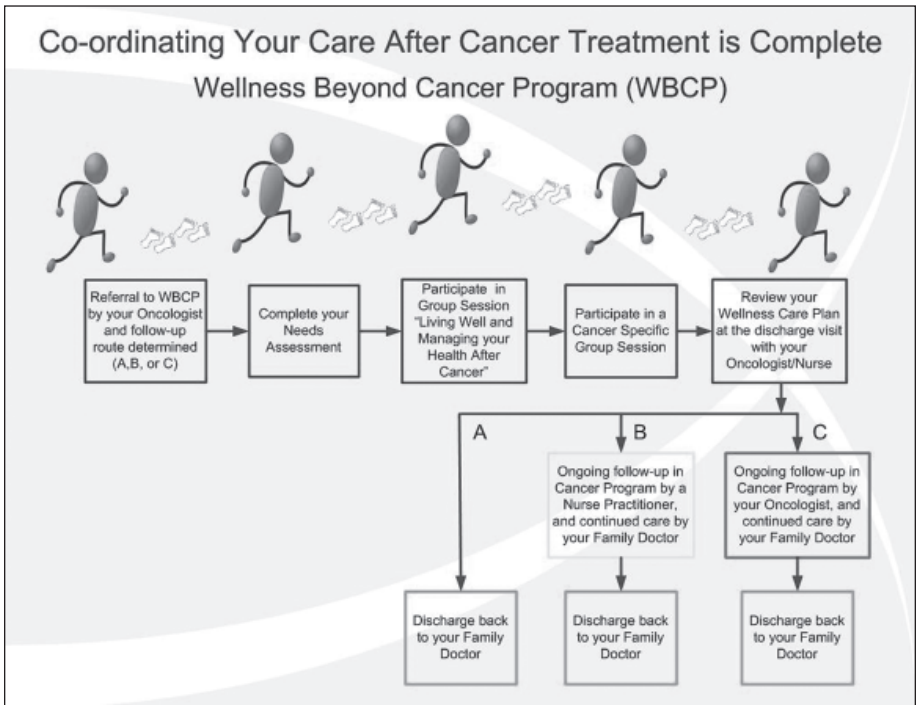 Co-ordinating Your Care After Cancer Treatment is Complete
Wellness Beyond Cancer Program (WBCP)
Referral to WBCP
by your Oncologist
and follow-up
route determined
(A,B, or C)
Complete your
Needs
Assessment
Participate in
Group Session
"Living Well and
Managing your
Health After
Cancer"
Participate in a
Cancer Specific
Group Session
Review your
Wellness Care Plan
at the discharge visit
with your
Oncologist/Nurse
A
B
C
Ongoing follow-up in
Cancer Program by a
Nurse Practitioner,
and continued care by
your Family Doctor
Ongoing follow-up in
Cancer Program by
your Oncologist, and
continued care by
your Family Doctor
Discharge back
to your Family
Doctor
Discharge back
to your Family
Doctor
Discharge back
to your Family
Doctor